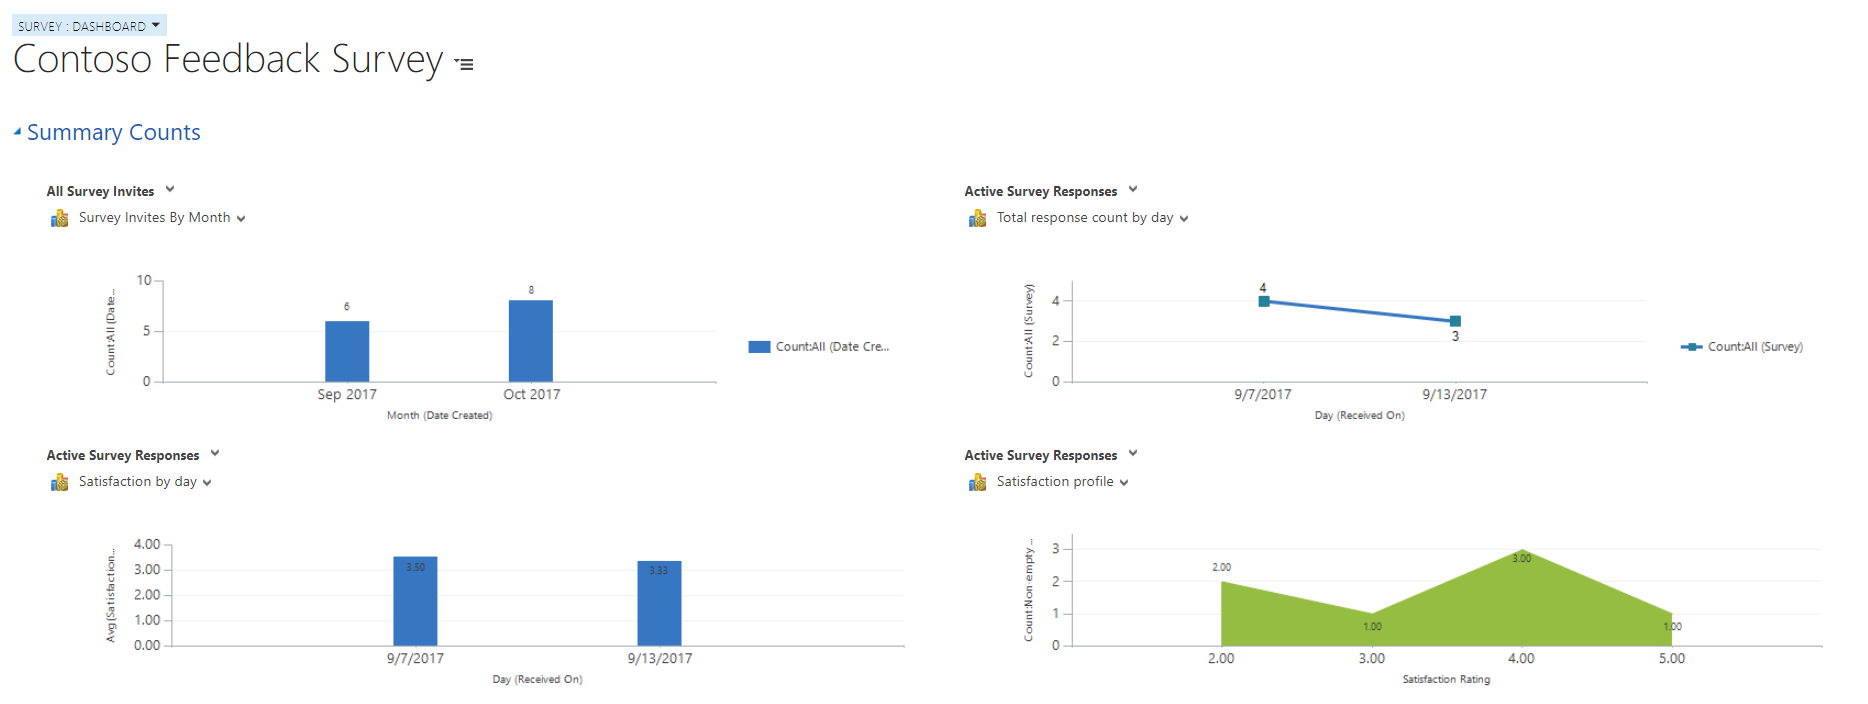 SURVEY : DASHBOARD
Contoso Feedback Survey
Summary Counts
All Survey Invites
Survey Invites By Month
10
5
0
Count:All (Date...
6
8
Sep 2017
Oct 2017
Month (Date Created)
Count:All (Date Cre...
Active Survey Responses
Total response count by day
4
2
0
Count:All (Survey)
4
3
9/7/2017
9/13/2017
Day (Received On)
Count:All (Survey)
Active Survey Responses
Satisfaction by day
4.00
3.00
2.00
1.00
0.00
Avg (Satisfaction...
3.50
3.33
9/7/2017
9/13/2017
Day (Received On)
Active Survey Responses
Satisfaction profile
3
2
1
0
Count:Non-empty ...
2.00
1.00
3.00
1.00
2.00
3.00
4.00
5.00
Satisfaction Rating